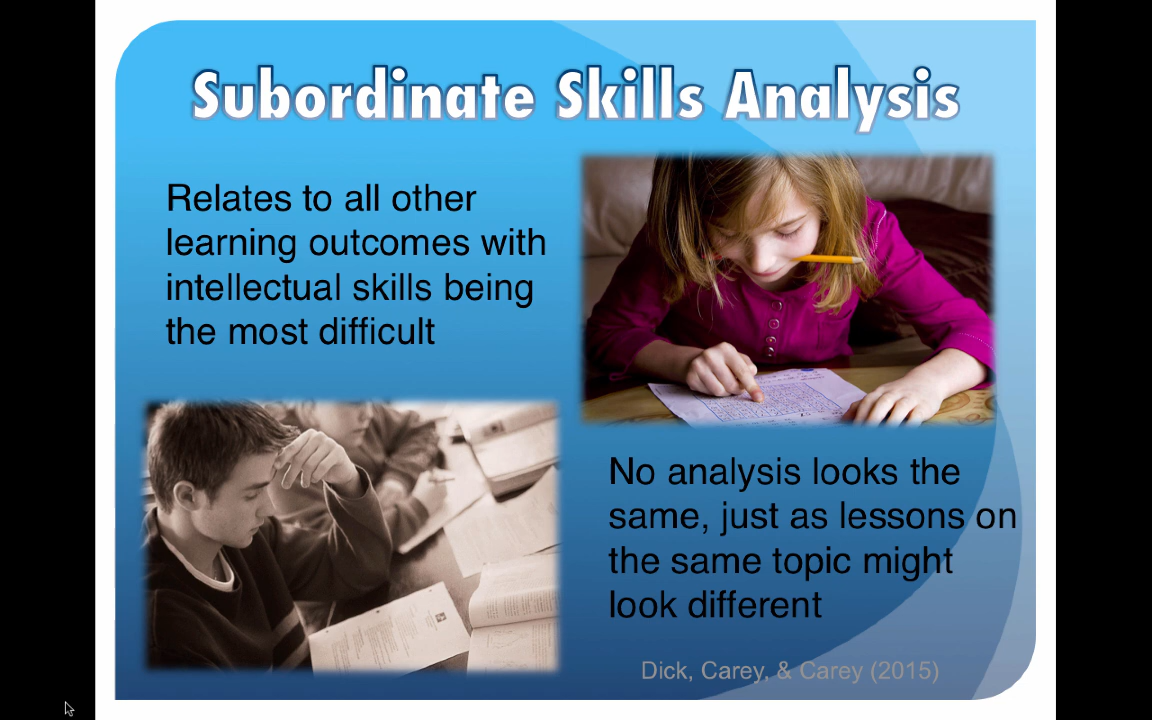 Subordinate Skills Analysis
Relates to all other
learning outcomes with
intellectual skills being
the most difficult
No analysis looks the
same, just as lessons on
the same topic might
look different
Dick, Carey, & Carey (2015)